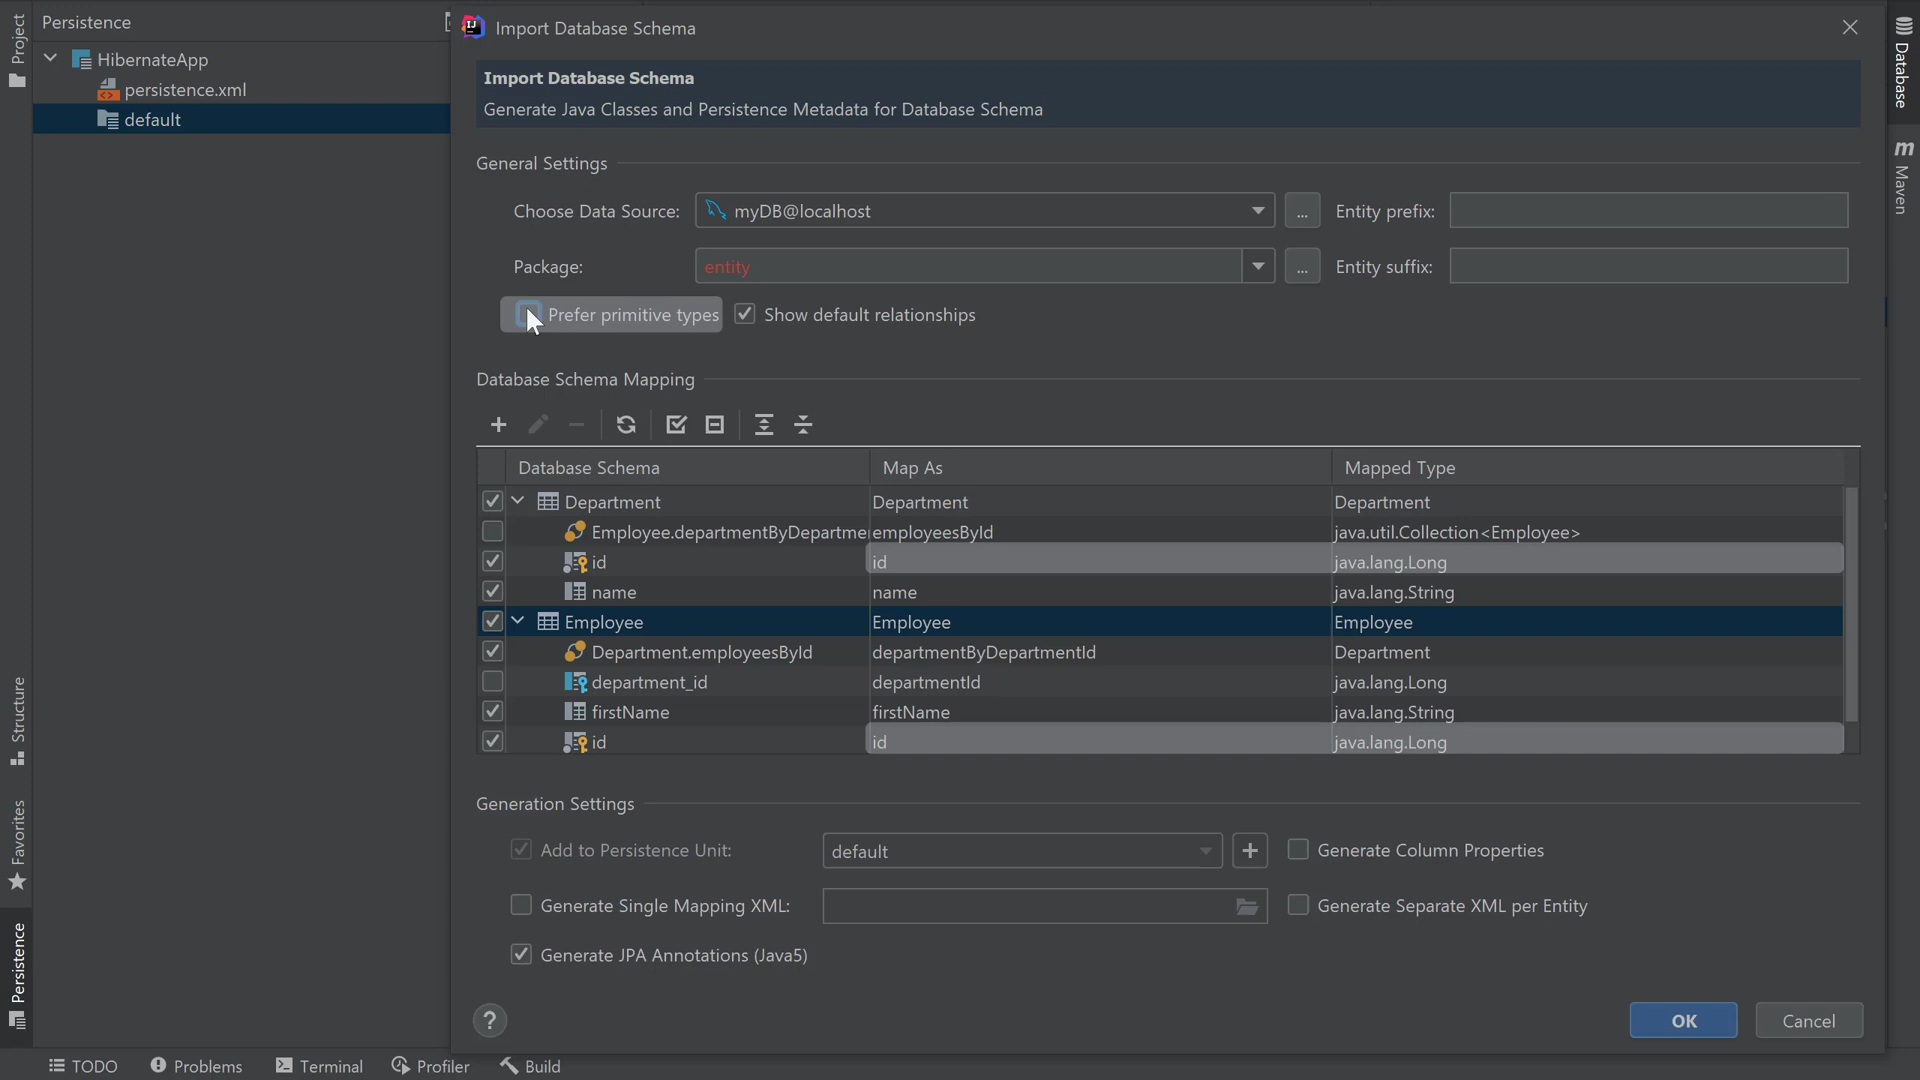 Project
Persistence
HibernateApp
persistence.xml
default
Import Database Schema
Import Database Schema
Generate Java Classes and Persistence Metadata for Database Schema
General Settings
Choose Data Source: myDB@localhost ... Entity prefix:
Package: entity ... Entity suffix:
Prefer primitive types Show default relationships
Database Schema Mapping
Database Schema Map As Mapped Type
Department Department Department
Employee.departmentByDepartme employeesById java.util.Collection<Employee>
id id java.lang.Long
name name java.lang.String
Employee Employee Employee
Department.employeesById departmentByDepartmentId Department
department_id departmentId java.lang.Long
firstName firstName java.lang.String
id id java.lang.Long
Generation Settings
Add to Persistence Unit: default Generate Column Properties
Generate Single Mapping XML: Generate Separate XML per Entity
Generate JPA Annotations (Java5)
? OK Cancel
Database
m Maven
Structure
Favorites
Persistence
TODO Problems Terminal Profiler Build